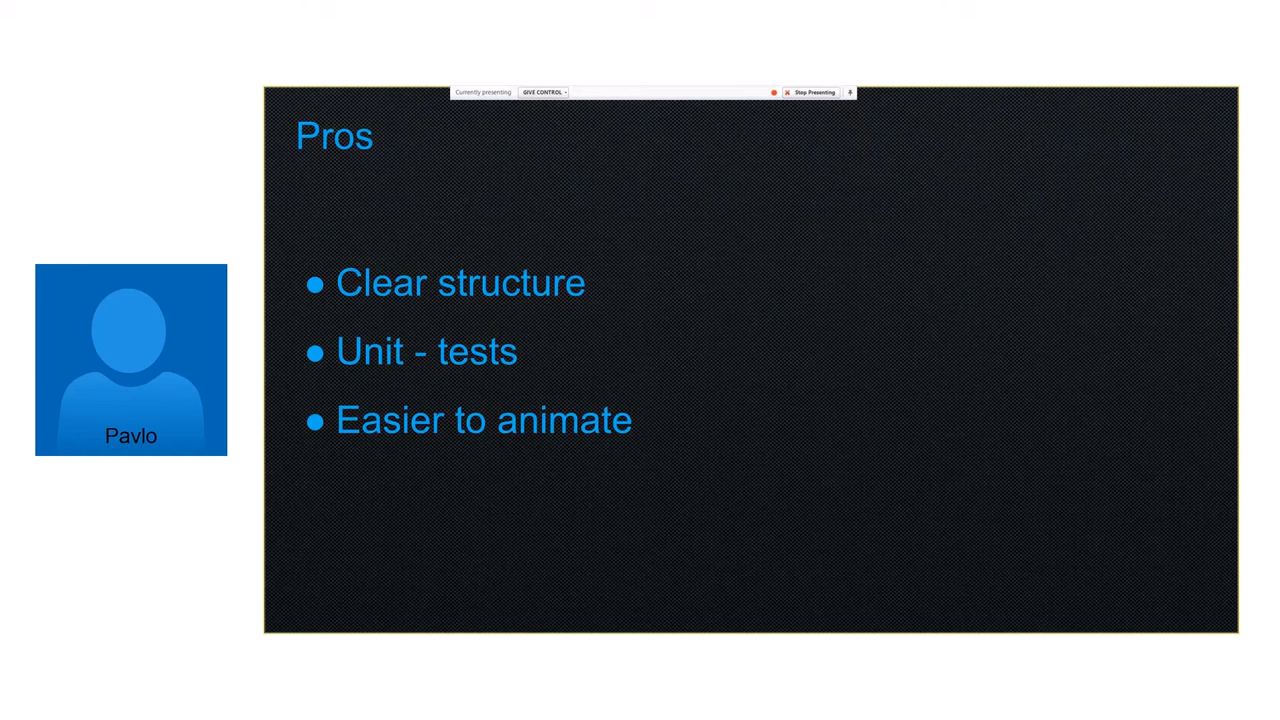 Currently presenting GIVE CONTROL Stop Presenting
Pros
● Clear structure
● Unit - tests
● Easier to animate
Pavlo